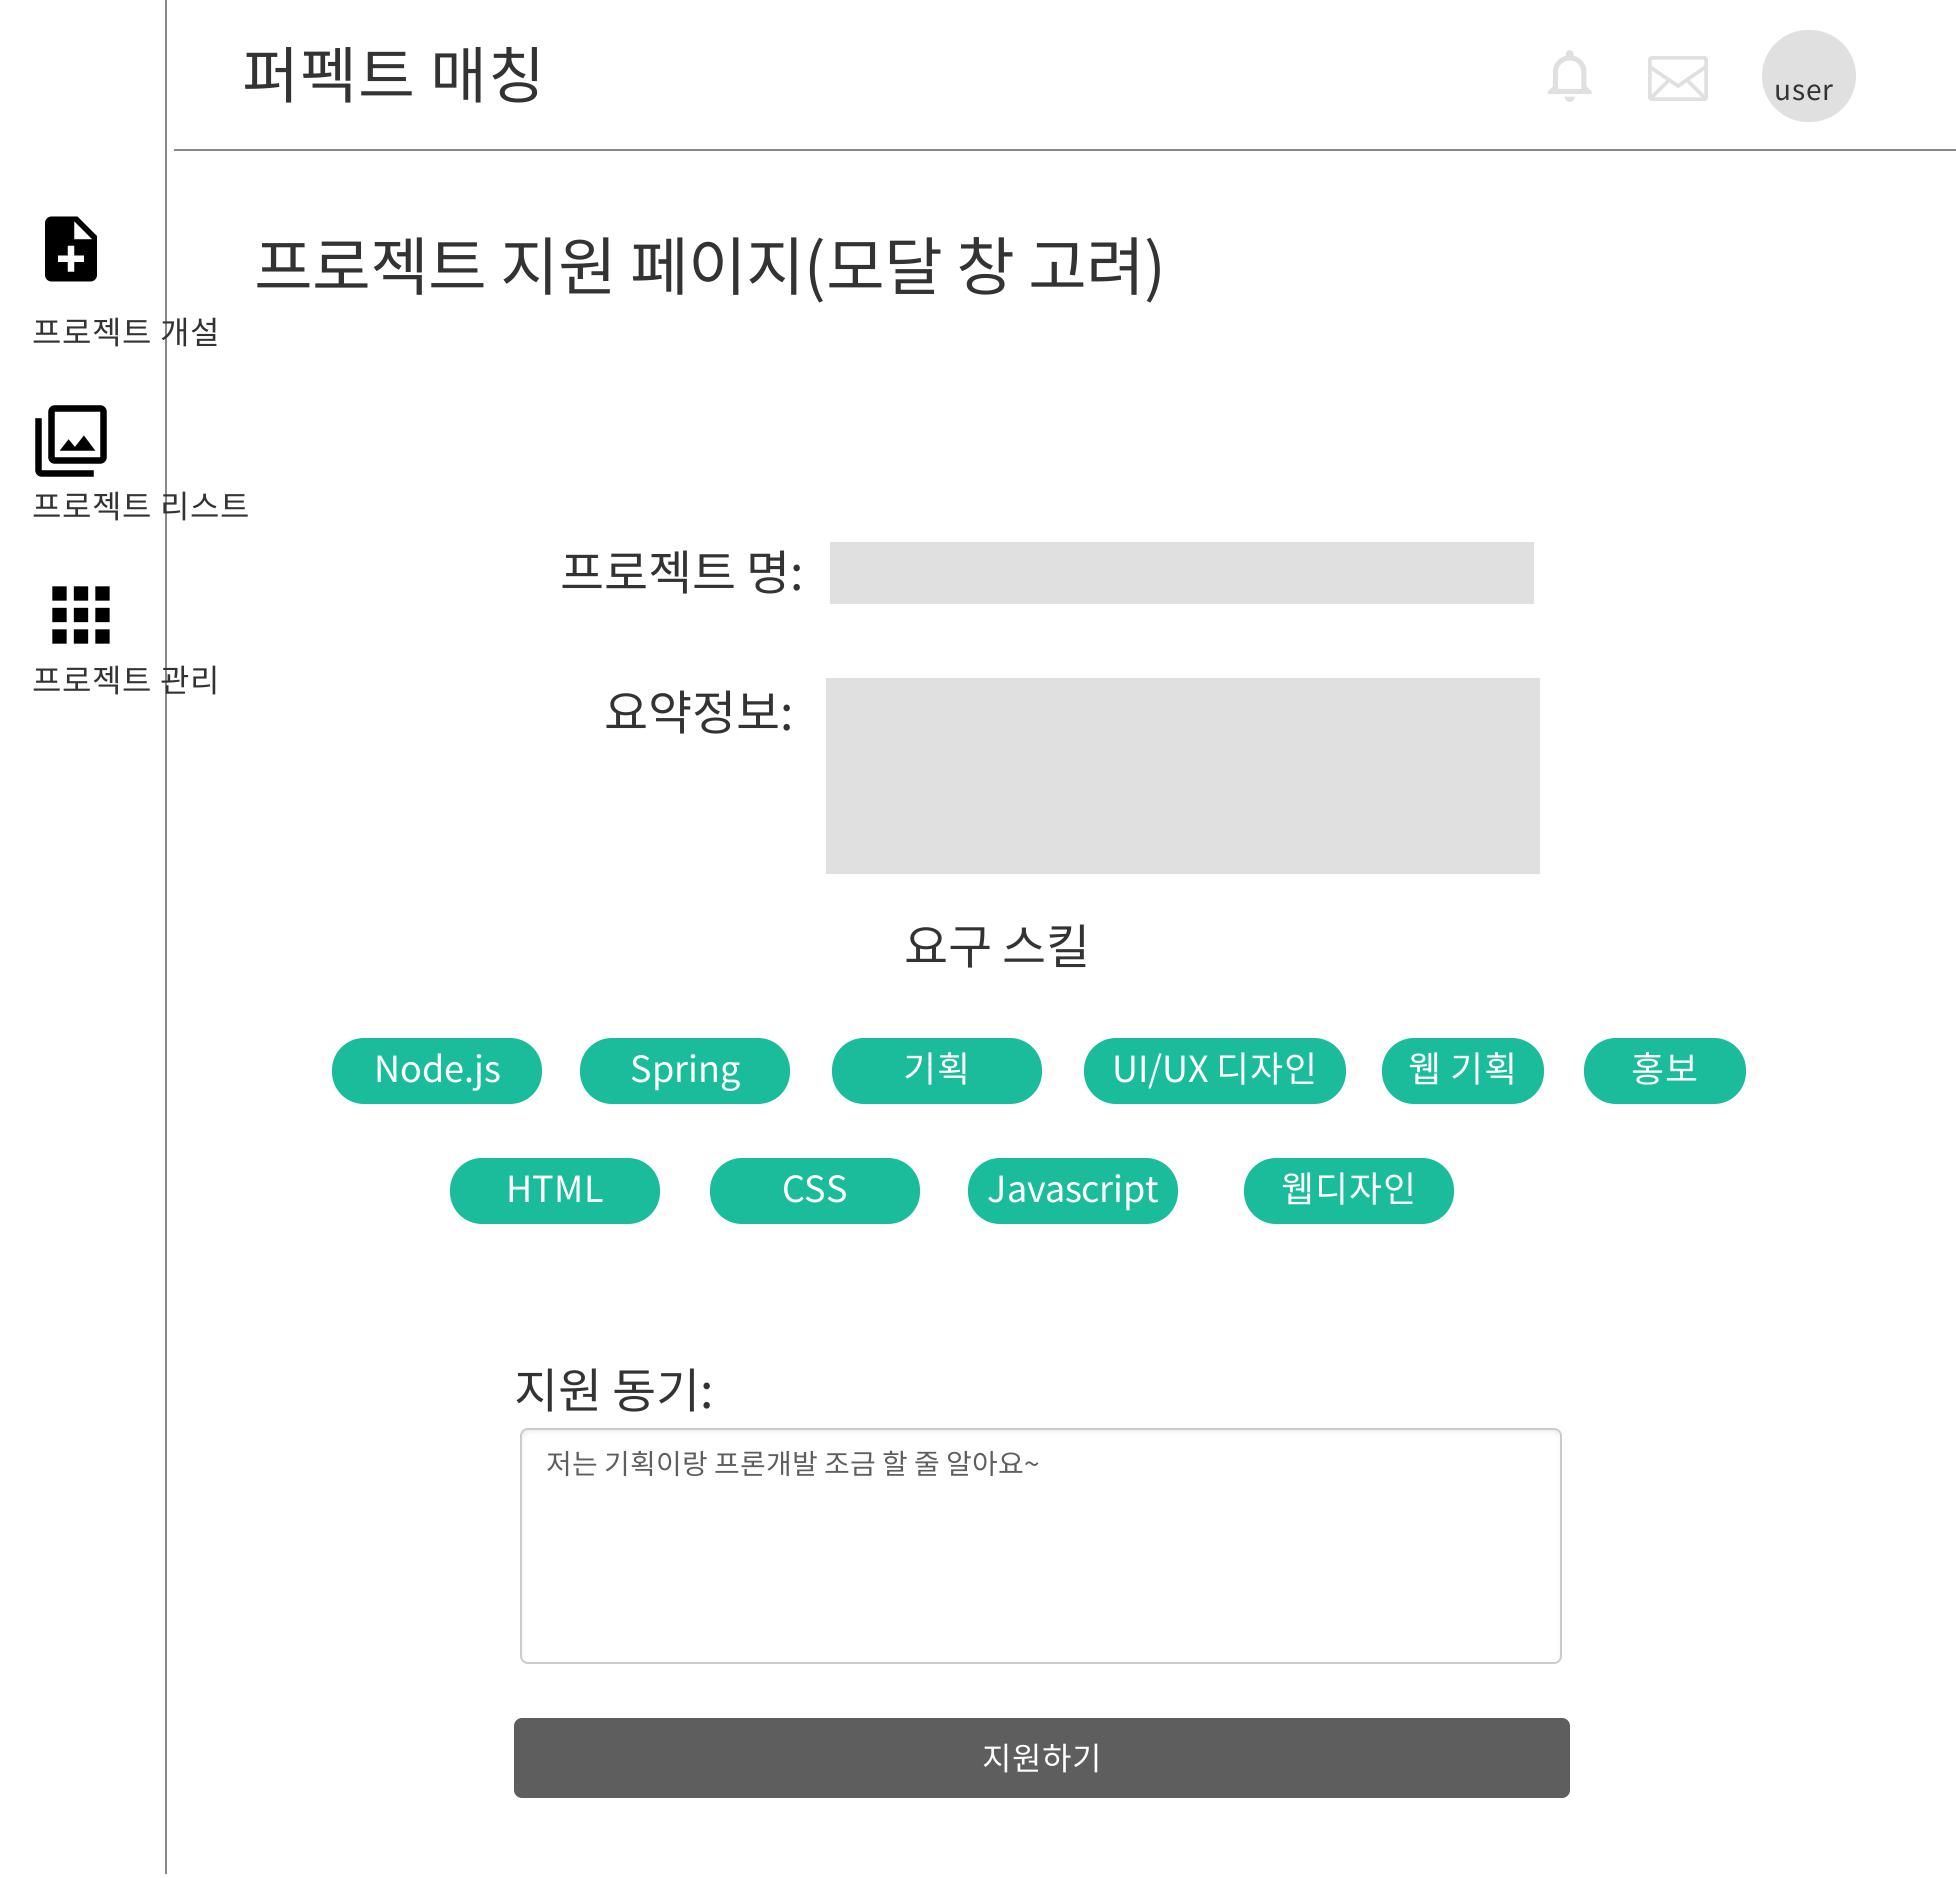 퍼펙트 매칭
user
프로젝트 개설
프로젝트 리스트
프로젝트 관리
프로젝트 지원 페이지(모달 창 고려)
프로젝트 명:
요약정보:
요구 스킬
Node.js Spring 기획 UI/UX 디자인 웹 기획 홍보
HTML CSS Javascript 웹디자인
지원 동기:
저는 기획이랑 프로개발 조금 할 줄 알아요~
지원하기